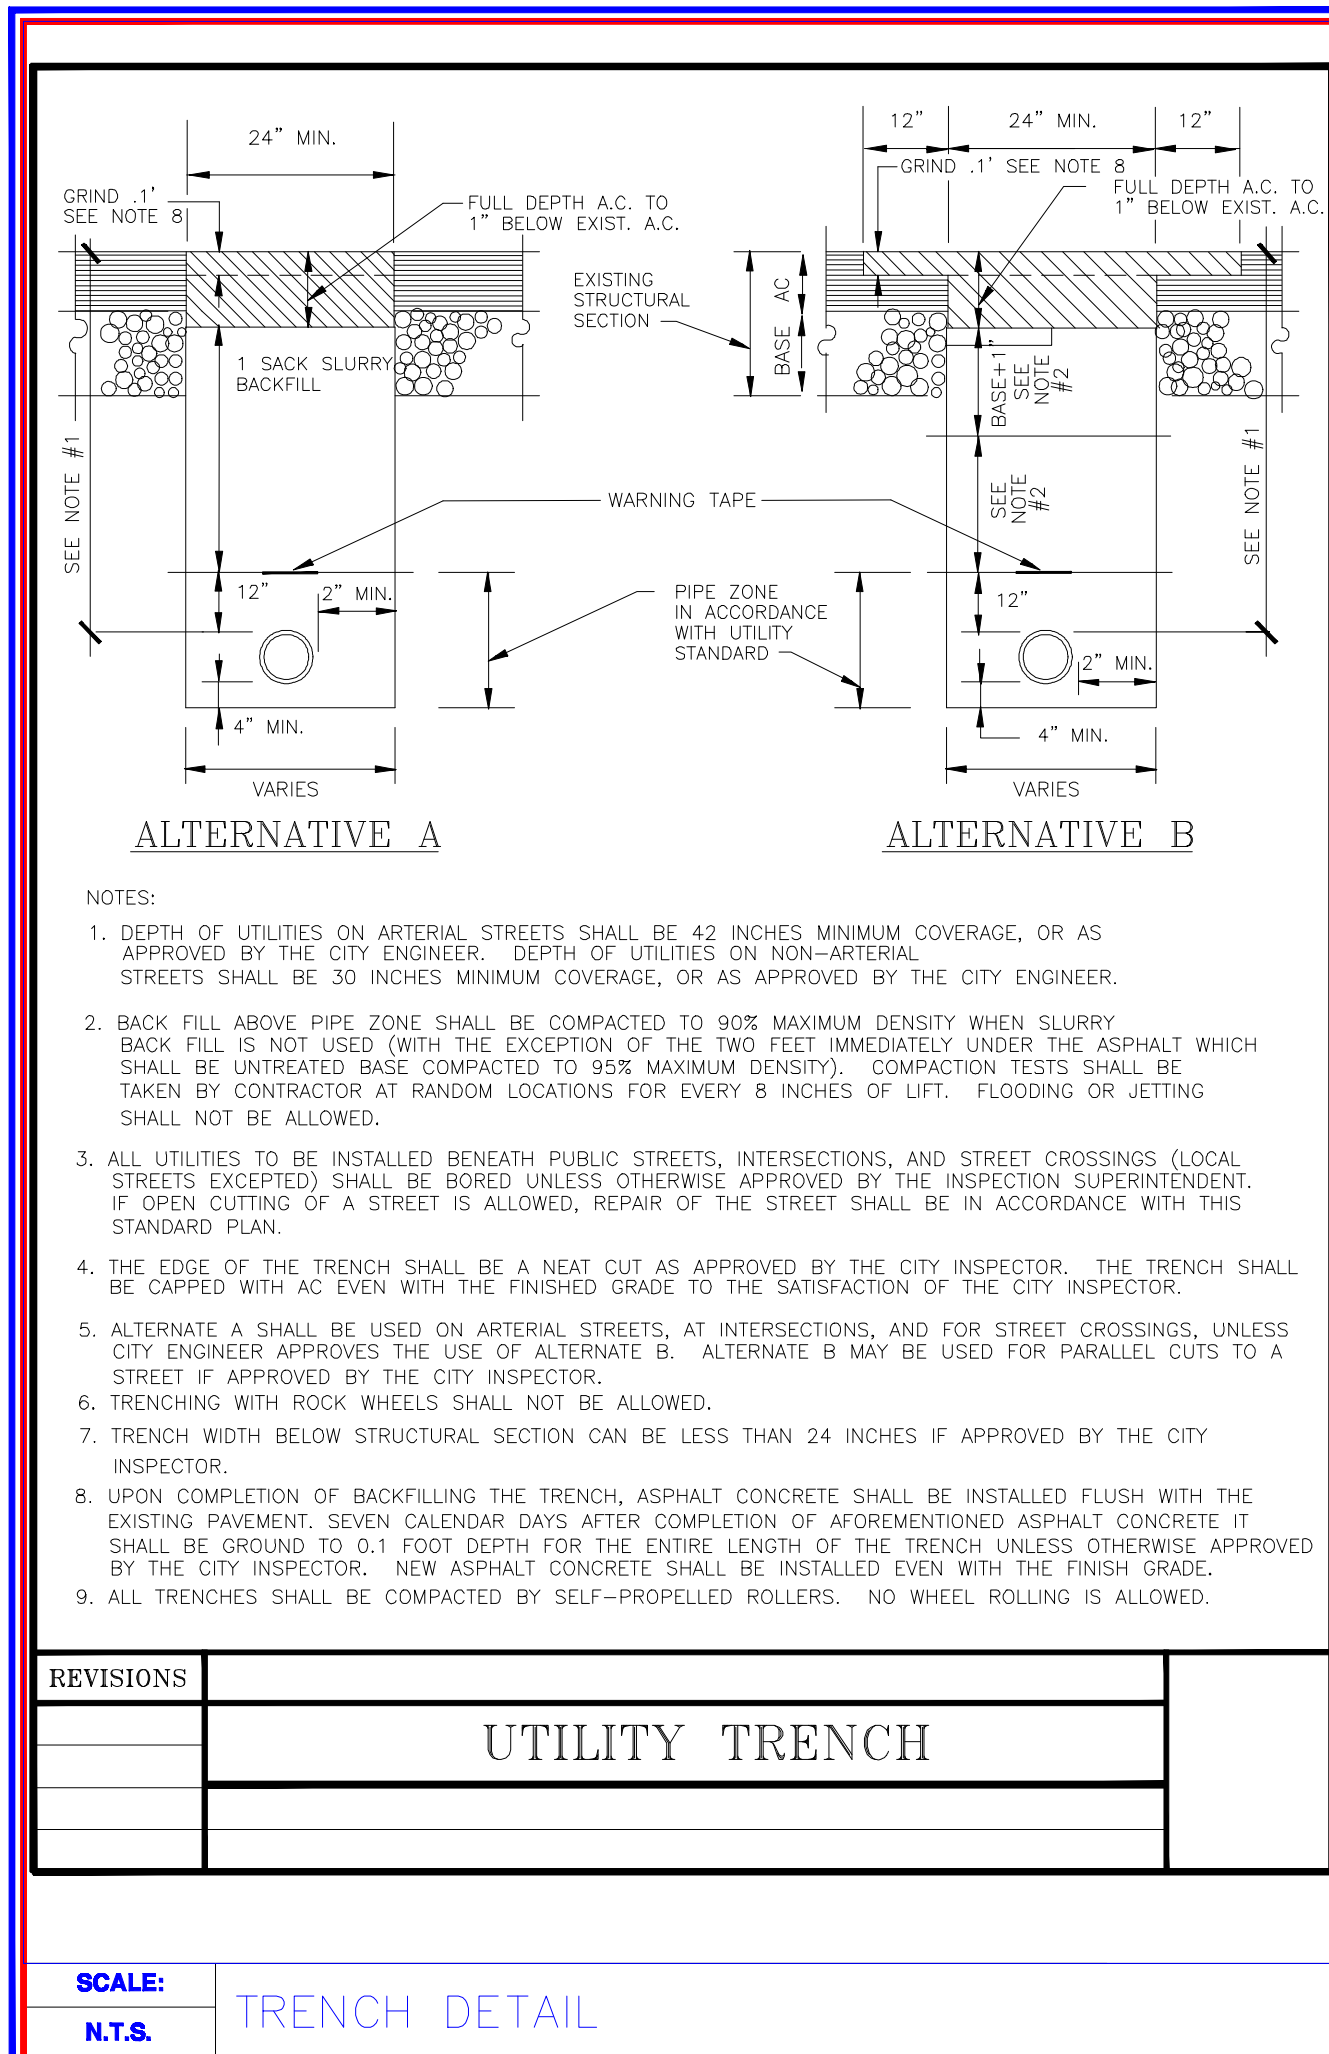 24" MIN.
GRIND .1'
SEE NOTE 8
FULL DEPTH A.C. TO
1" BELOW EXIST. A.C.
1 SACK SLURRY
BACKFILL
SEE NOTE #1
12"
2" MIN.
4" MIN.
VARIES
ALTERNATIVE A
EXISTING
STRUCTURAL
SECTION
WARNING TAPE
PIPE ZONE
IN ACCORDANCE
WITH UTILITY
STANDARD
12"
24" MIN.
12"
GRIND .1' SEE NOTE 8
FULL DEPTH A.C. TO
1" BELOW EXIST. A.C.
AC
BASE
BASE+1"
SEE
NOTE
#2
SEE
NOTE
#2
SEE NOTE #1
12"
2" MIN.
4" MIN.
VARIES
ALTERNATIVE B
NOTES:
1. DEPTH OF UTILITIES ON ARTERIAL STREETS SHALL BE 42 INCHES MINIMUM COVERAGE, OR AS
APPROVED BY THE CITY ENGINEER. DEPTH OF UTILITIES ON NON-ARTERIAL
STREETS SHALL BE 30 INCHES MINIMUM COVERAGE, OR AS APPROVED BY THE CITY ENGINEER.
2. BACK FILL ABOVE PIPE ZONE SHALL BE COMPACTED TO 90% MAXIMUM DENSITY WHEN SLURRY
BACK FILL IS NOT USED (WITH THE EXCEPTION OF THE TWO FEET IMMEDIATELY UNDER THE ASPHALT WHICH
SHALL BE UNTREATED BASE COMPACTED TO 95% MAXIMUM DENSITY). COMPACTION TESTS SHALL BE
TAKEN BY CONTRACTOR AT RANDOM LOCATIONS FOR EVERY 8 INCHES OF LIFT. FLOODING OR JETTING
SHALL NOT BE ALLOWED.
3. ALL UTILITIES TO BE INSTALLED BENEATH PUBLIC STREETS, INTERSECTIONS, AND STREET CROSSINGS (LOCAL
STREETS EXCEPTED) SHALL BE BORED UNLESS OTHERWISE APPROVED BY THE INSPECTION SUPERINTENDENT.
IF OPEN CUTTING OF A STREET IS ALLOWED, REPAIR OF THE STREET SHALL BE IN ACCORDANCE WITH THIS
STANDARD PLAN.
4. THE EDGE OF THE TRENCH SHALL BE A NEAT CUT AS APPROVED BY THE CITY INSPECTOR. THE TRENCH SHALL
BE CAPPED WITH AC EVEN WITH THE FINISHED GRADE TO THE SATISFACTION OF THE CITY INSPECTOR.
5. ALTERNATE A SHALL BE USED ON ARTERIAL STREETS, AT INTERSECTIONS, AND FOR STREET CROSSINGS, UNLESS
CITY ENGINEER APPROVES THE USE OF ALTERNATE B. ALTERNATE B MAY BE USED FOR PARALLEL CUTS TO A
STREET IF APPROVED BY THE CITY INSPECTOR.
6. TRENCHING WITH ROCK WHEELS SHALL NOT BE ALLOWED.
7. TRENCH WIDTH BELOW STRUCTURAL SECTION CAN BE LESS THAN 24 INCHES IF APPROVED BY THE CITY
INSPECTOR.
8. UPON COMPLETION OF BACKFILLING THE TRENCH, ASPHALT CONCRETE SHALL BE INSTALLED FLUSH WITH THE
EXISTING PAVEMENT. SEVEN CALENDAR DAYS AFTER COMPLETION OF AFOREMENTIONED ASPHALT CONCRETE IT
SHALL BE GROUND TO 0.1 FOOT DEPTH FOR THE ENTIRE LENGTH OF THE TRENCH UNLESS OTHERWISE APPROVED
BY THE CITY INSPECTOR. NEW ASPHALT CONCRETE SHALL BE INSTALLED EVEN WITH THE FINISH GRADE.
9. ALL TRENCHES SHALL BE COMPACTED BY SELF-PROPELLED ROLLERS. NO WHEEL ROLLING IS ALLOWED.
REVISIONS
UTILITY TRENCH
SCALE:
N.T.S.
TRENCH DETAIL